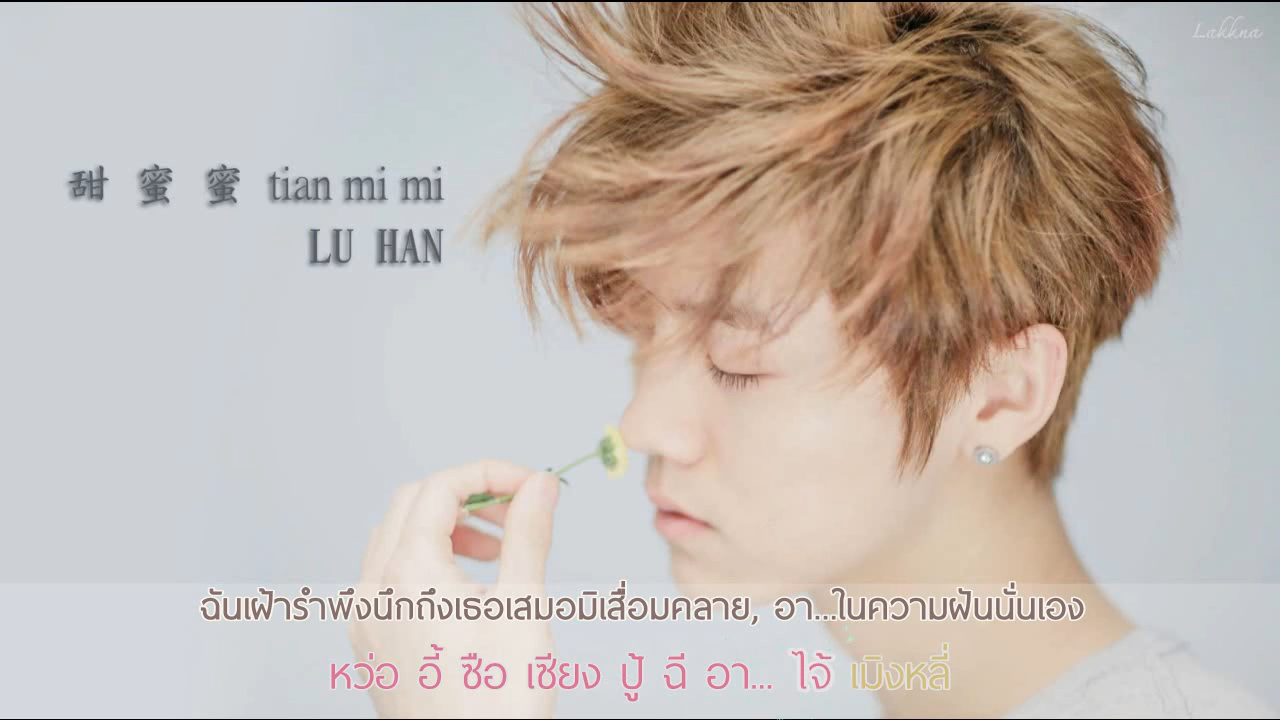 Lakkna
甜 蜜 蜜 tian mi mi
LU HAN
ฉันเฝ้ารำพึงนึกถึงเธอเสมอมิเสื่อมคลาย, อา...ในความฝันนั่นเอง
หว่อ อี้ ซือ เซียง ปู้ ฉี อา... ไจ้ เมิงหลี่